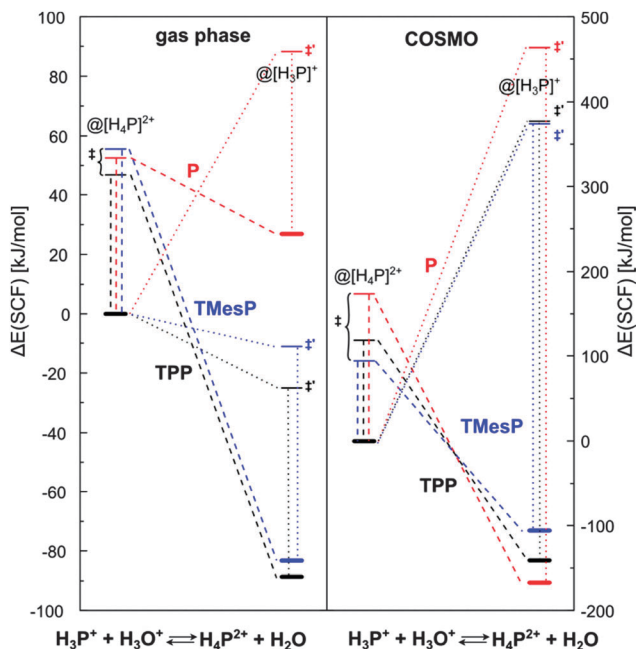 gas phase
COSMO
ΔE(SCF) [kJ/mol]
100
80
60
40
20
0
-20
-40
-60
-80
-100
@[H₄P]²⁺
‡
P
TMesP
TPP
‡'
@[H₃P]⁺
‡'
‡'
@[H₄P]²⁺
‡
P
TMesP
TPP
‡'
@[H₃P]⁺
‡'
‡'
500
400
300
200
100
0
-100
-200
ΔE(SCF) [kJ/mol]
H₃P⁺ + H₃O⁺ ⇌ H₄P²⁺ + H₂O
H₃P⁺ + H₃O⁺ ⇌ H₄P²⁺ + H₂O